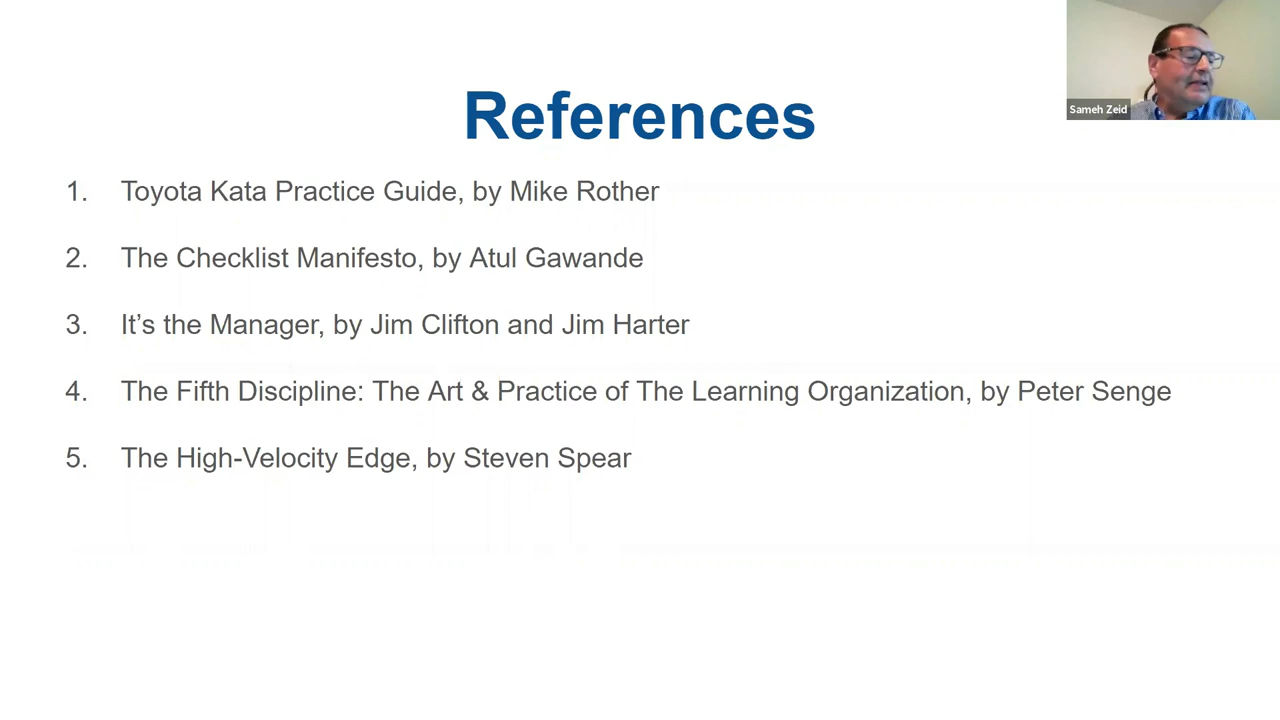 References
Sameh Zeid
1. Toyota Kata Practice Guide, by Mike Rother
2. The Checklist Manifesto, by Atul Gawande
3. It’s the Manager, by Jim Clifton and Jim Harter
4. The Fifth Discipline: The Art & Practice of The Learning Organization, by Peter Senge
5. The High-Velocity Edge, by Steven Spear